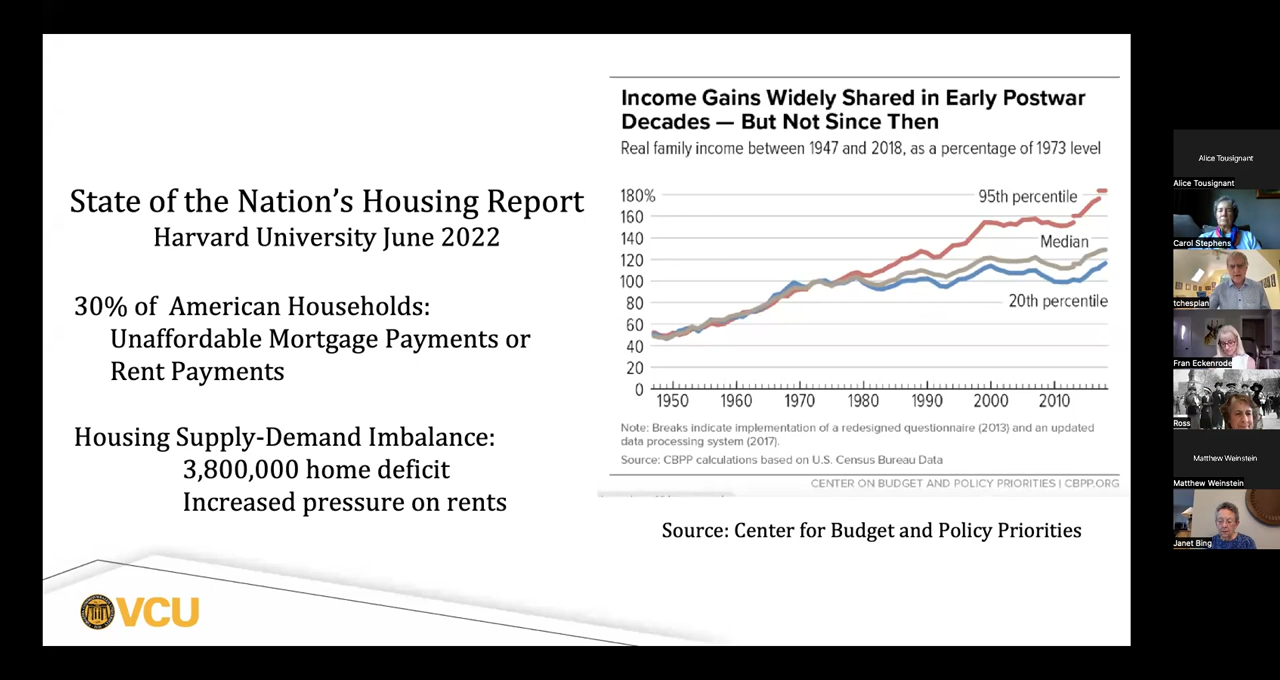 State of the Nation's Housing Report
Harvard University June 2022
30% of American Households:
Unaffordable Mortgage Payments or
Rent Payments
Housing Supply-Demand Imbalance:
3,800,000 home deficit
Increased pressure on rents
VCU
Income Gains Widely Shared in Early Postwar
Decades — But Not Since Then
Real family income between 1947 and 2018, as a percentage of 1973 level
180%
160
140
120
100
80
60
40
20
0
95th percentile
Median
20th percentile
1950 1960 1970 1980 1990 2000 2010
Note: Breaks indicate implementation of a redesigned questionnaire (2013) and an updated
data processing system (2017).
Source: CBPP calculations based on U.S. Census Bureau Data
CENTER ON BUDGET AND POLICY PRIORITIES | CBPP.ORG
Source: Center for Budget and Policy Priorities
Alice Tousignant
Alice Tousignant
Carol Stephens
tchesplan
Fran Eckenrode
Ross
Matthew Weinstein
Matthew Weinstein
Janet Bing